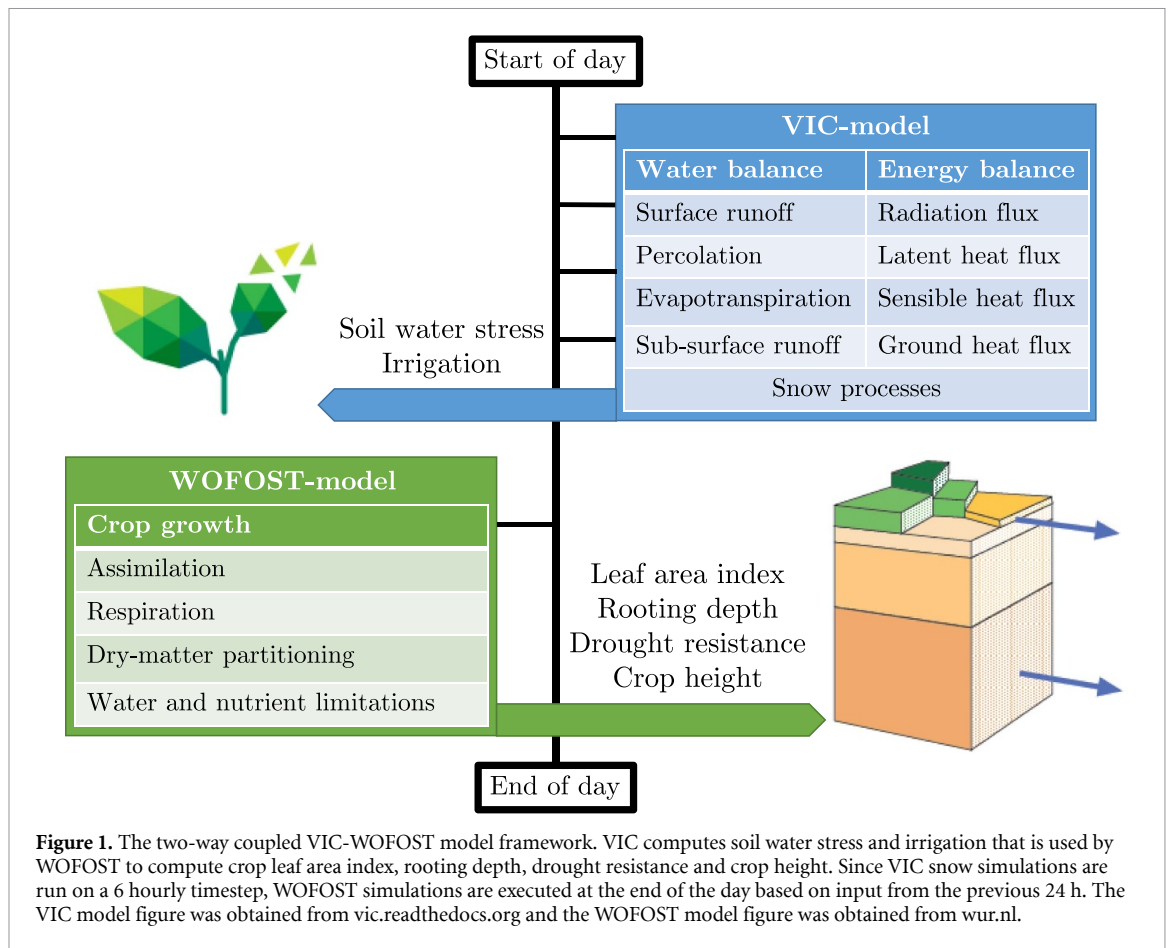 Start of day
VIC-model
Water balance Energy balance
Surface runoff Radiation flux
Percolation Latent heat flux
Evapotranspiration Sensible heat flux
Sub-surface runoff Ground heat flux
Snow processes
Soil water stress
Irrigation
WOFOST-model
Crop growth
Assimilation
Respiration
Dry-matter partitioning
Water and nutrient limitations
Leaf area index
Rooting depth
Drought resistance
Crop height
End of day
Figure 1. The two-way coupled VIC-WOFOST model framework. VIC computes soil water stress and irrigation that is used by
WOFOST to compute crop leaf area index, rooting depth, drought resistance and crop height. Since VIC snow simulations are
run on a 6 hourly timestep, WOFOST simulations are executed at the end of the day based on input from the previous 24 h. The
VIC model figure was obtained from vic.readthedocs.org and the WOFOST model figure was obtained from wur.nl.